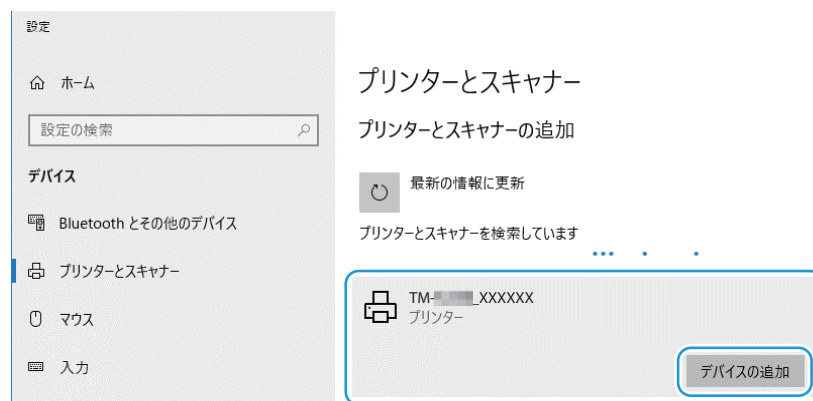 設定
ホーム
設定の検索
デバイス
Bluetooth とその他のデバイス
プリンターとスキャナー
マウス
入力
プリンターとスキャナー
プリンターとスキャナーの追加
最新の情報に更新
プリンターとスキャナーを検索しています
TM- _XXXXXX
プリンター
デバイスの追加